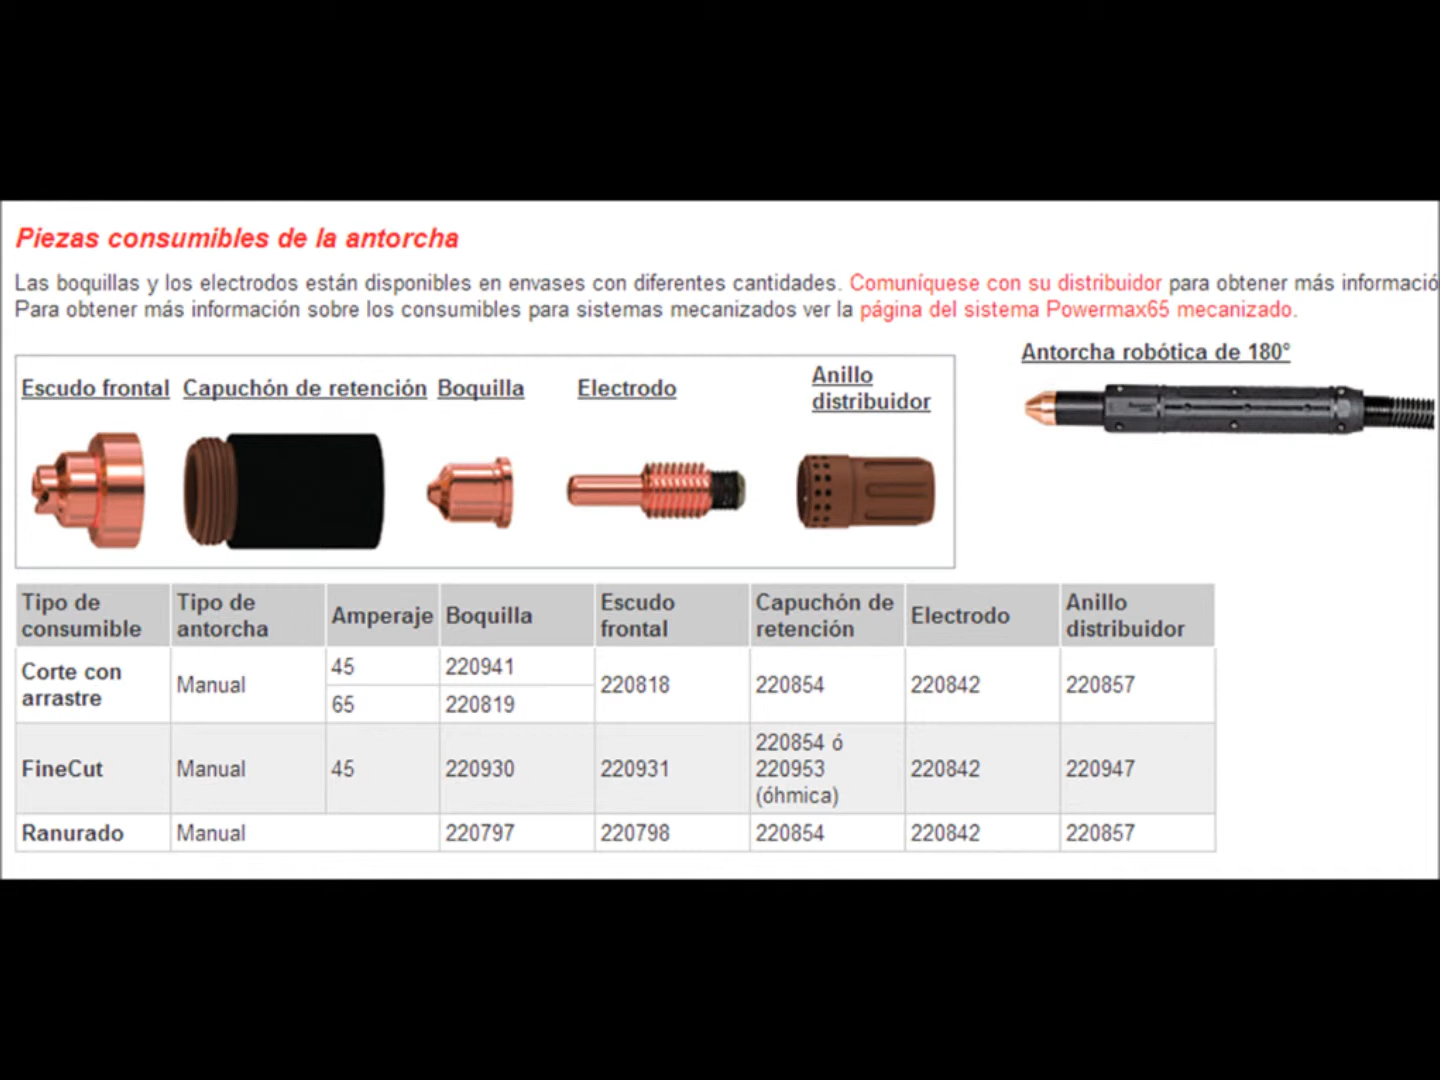 Piezas consumibles de la antorcha
Las boquillas y los electrodos están disponibles en envases con diferentes cantidades. Comuníquese con su distribuidor para obtener más informació
Para obtener más información sobre los consumibles para sistemas mecanizados ver la página del sistema Powermax65 mecanizado.
Antorcha robótica de 180°
Escudo frontal Capuchón de retención Boquilla Electrodo Anillo distribuidor
Tipo de consumible Tipo de antorcha Amperaje Boquilla Escudo frontal Capuchón de retención Electrodo Anillo distribuidor
Corte con arrastre Manual 45 220941 220818 220854 220842 220857
65 220819
FineCut Manual 45 220930 220931 220854 ó 220953 (óhmica) 220842 220947
Ranurado Manual 220797 220798 220854 220842 220857